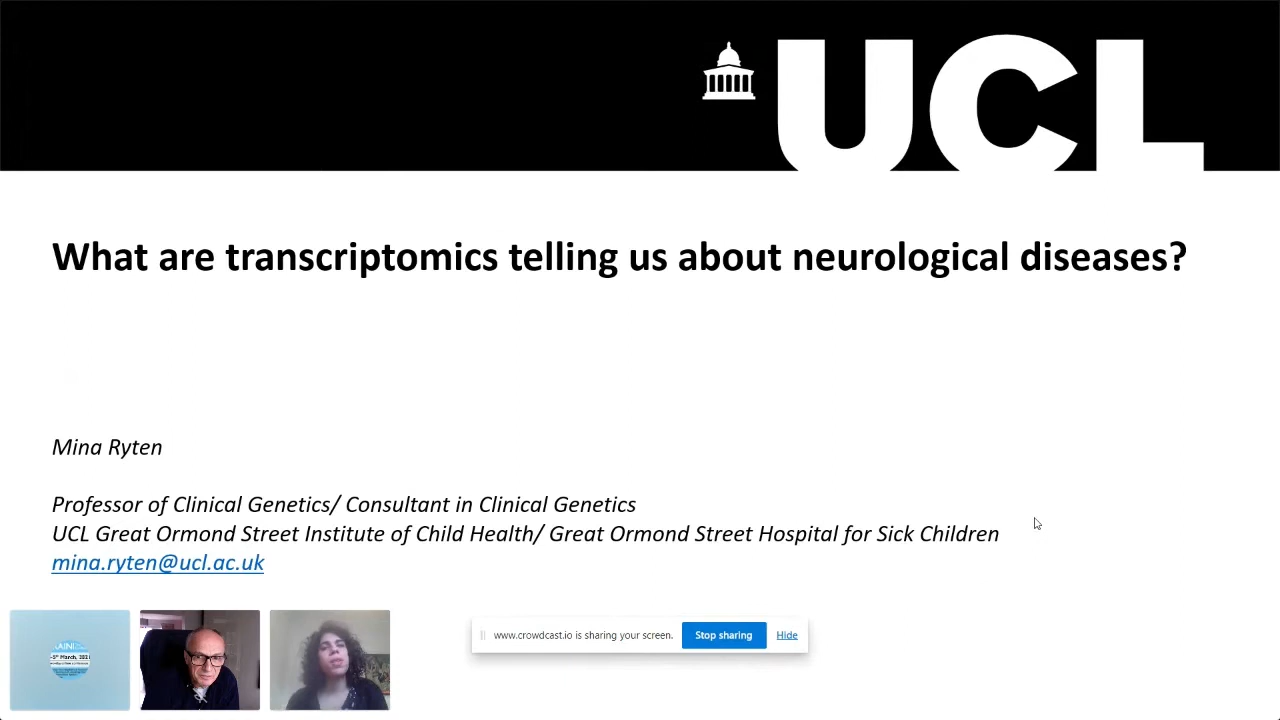 UCL
What are transcriptomics telling us about neurological diseases?
Mina Ryten
Professor of Clinical Genetics/ Consultant in Clinical Genetics
UCL Great Ormond Street Institute of Child Health/ Great Ormond Street Hospital for Sick Children
mina.ryten@ucl.ac.uk
www.crowdcast.io is sharing your screen. Stop sharing Hide